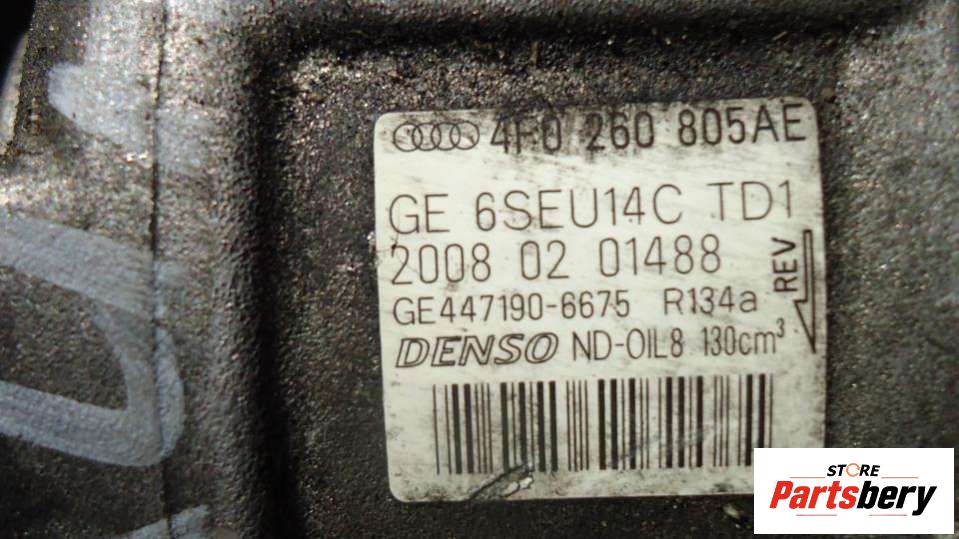 4F0 260 805AE
GE 6SEU14C TD1
2008 02 01488
GE447190-6675 R134a
REV
DENSO ND-OIL8 130cm³
STORE
Partsbery